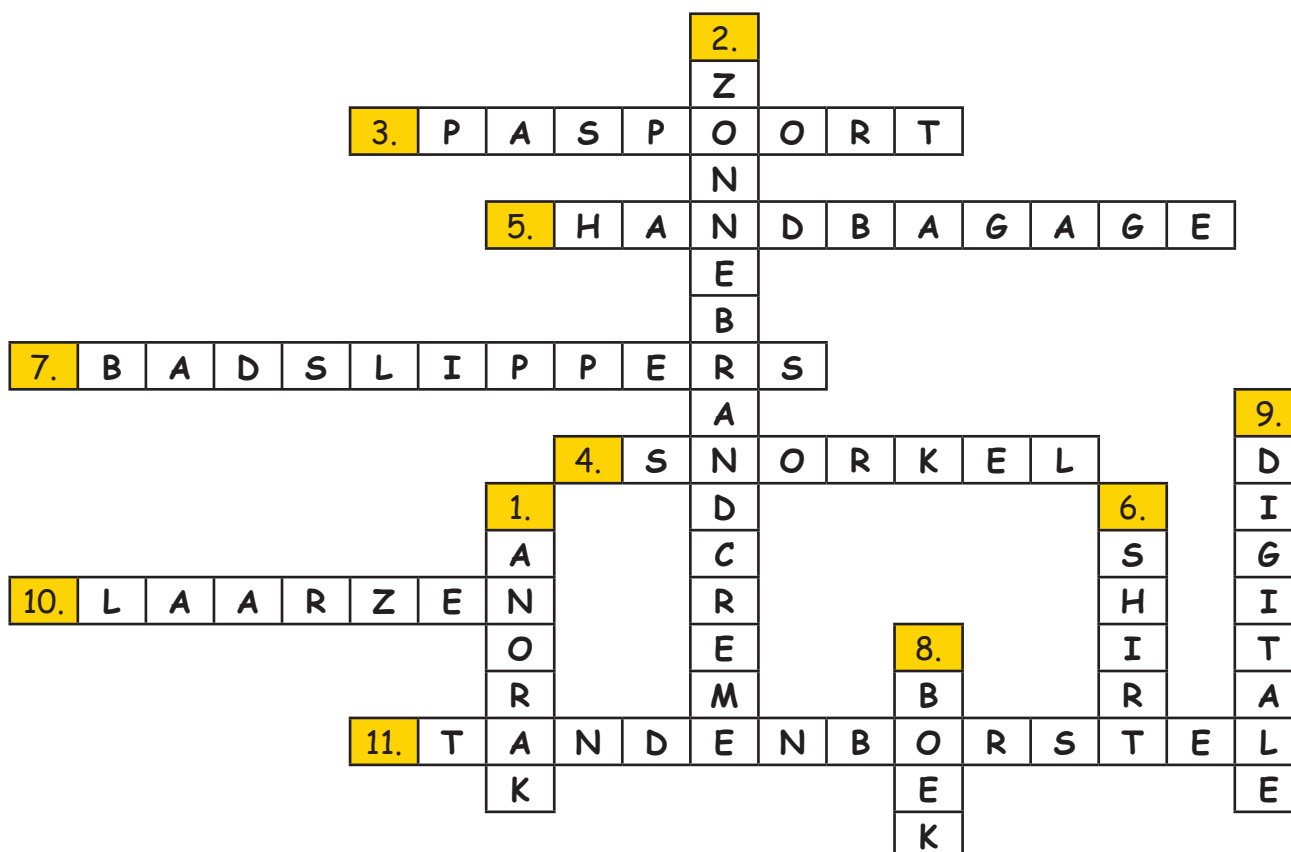 2. ZONNEBRANDCREME
3. PASPOORT
5. HANDBAGAGE
7. BADSLIPPERS
9. DIGITALE
4. SNORKEL
1. ANORAK
6. SHIRT
10. LAARZEN
8. BOEK
11. TANDENBORSTEL